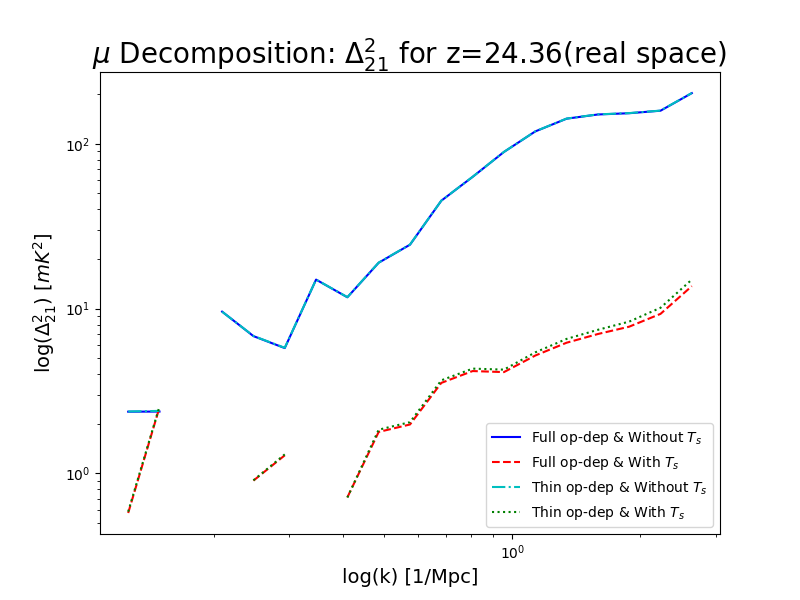 μ Decomposition: Δ²₂₁ for z=24.36(real space)
log(Δ²₂₁) [mK²]
10²
10¹
10⁰
Full op-dep & Without Tₛ
Full op-dep & With Tₛ
Thin op-dep & Without Tₛ
Thin op-dep & With Tₛ
10⁰
log(k) [1/Mpc]